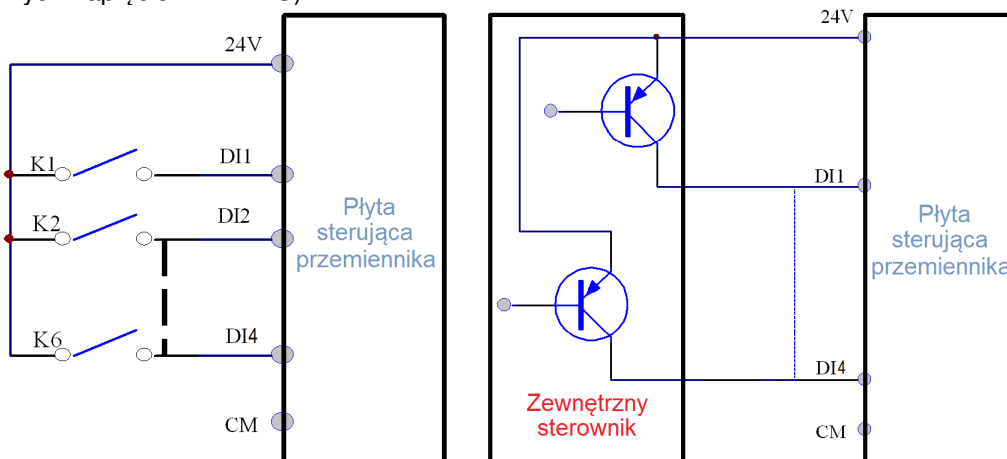 24V
K1
DI1
K2
DI2
K6
DI4
CM
Płyta
sterująca
przemiennika
24V
DI1
DI4
CM
Zewnętrzny
sterownik
Płyta
sterująca
przemiennika